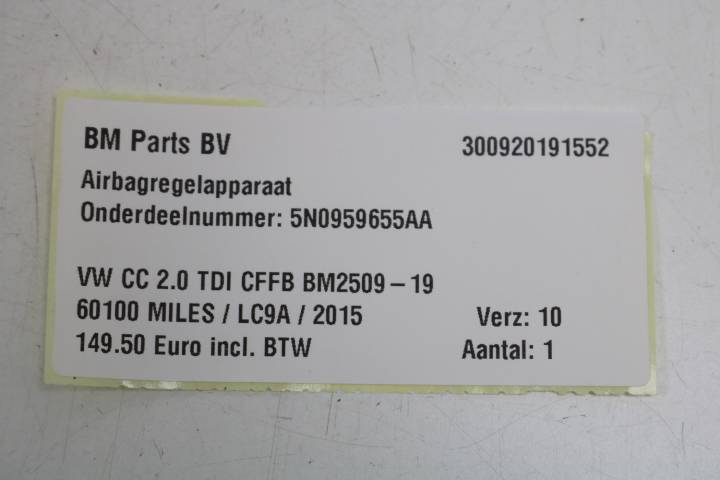 BM Parts BV 300920191552
Airbagregelapparaat
Onderdeelnummer: 5N0959655AA
VW CC 2.0 TDI CFFB BM2509 – 19
60100 MILES / LC9A / 2015 Verz: 10
149.50 Euro incl. BTW Aantal: 1